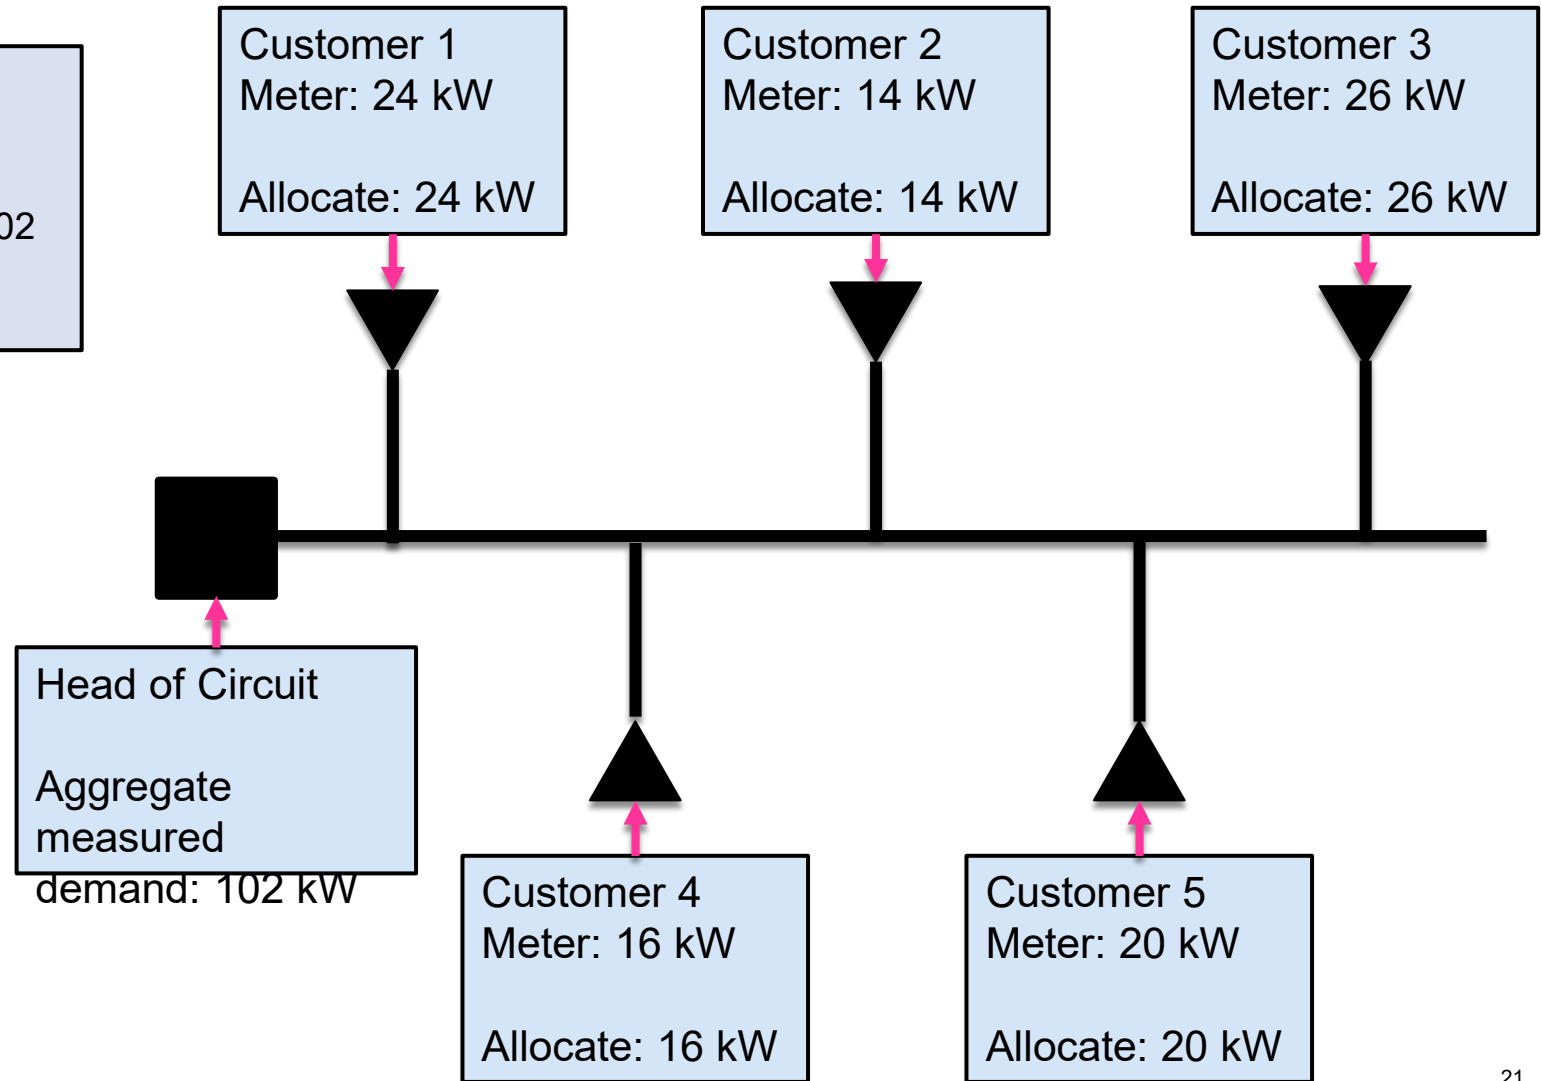 Customer 1
Meter: 24 kW
Allocate: 24 kW
Customer 2
Meter: 14 kW
Allocate: 14 kW
Customer 3
Meter: 26 kW
Allocate: 26 kW
02
Head of Circuit
Aggregate
measured
demand: 102 kW
Customer 4
Meter: 16 kW
Allocate: 16 kW
Customer 5
Meter: 20 kW
Allocate: 20 kW
21